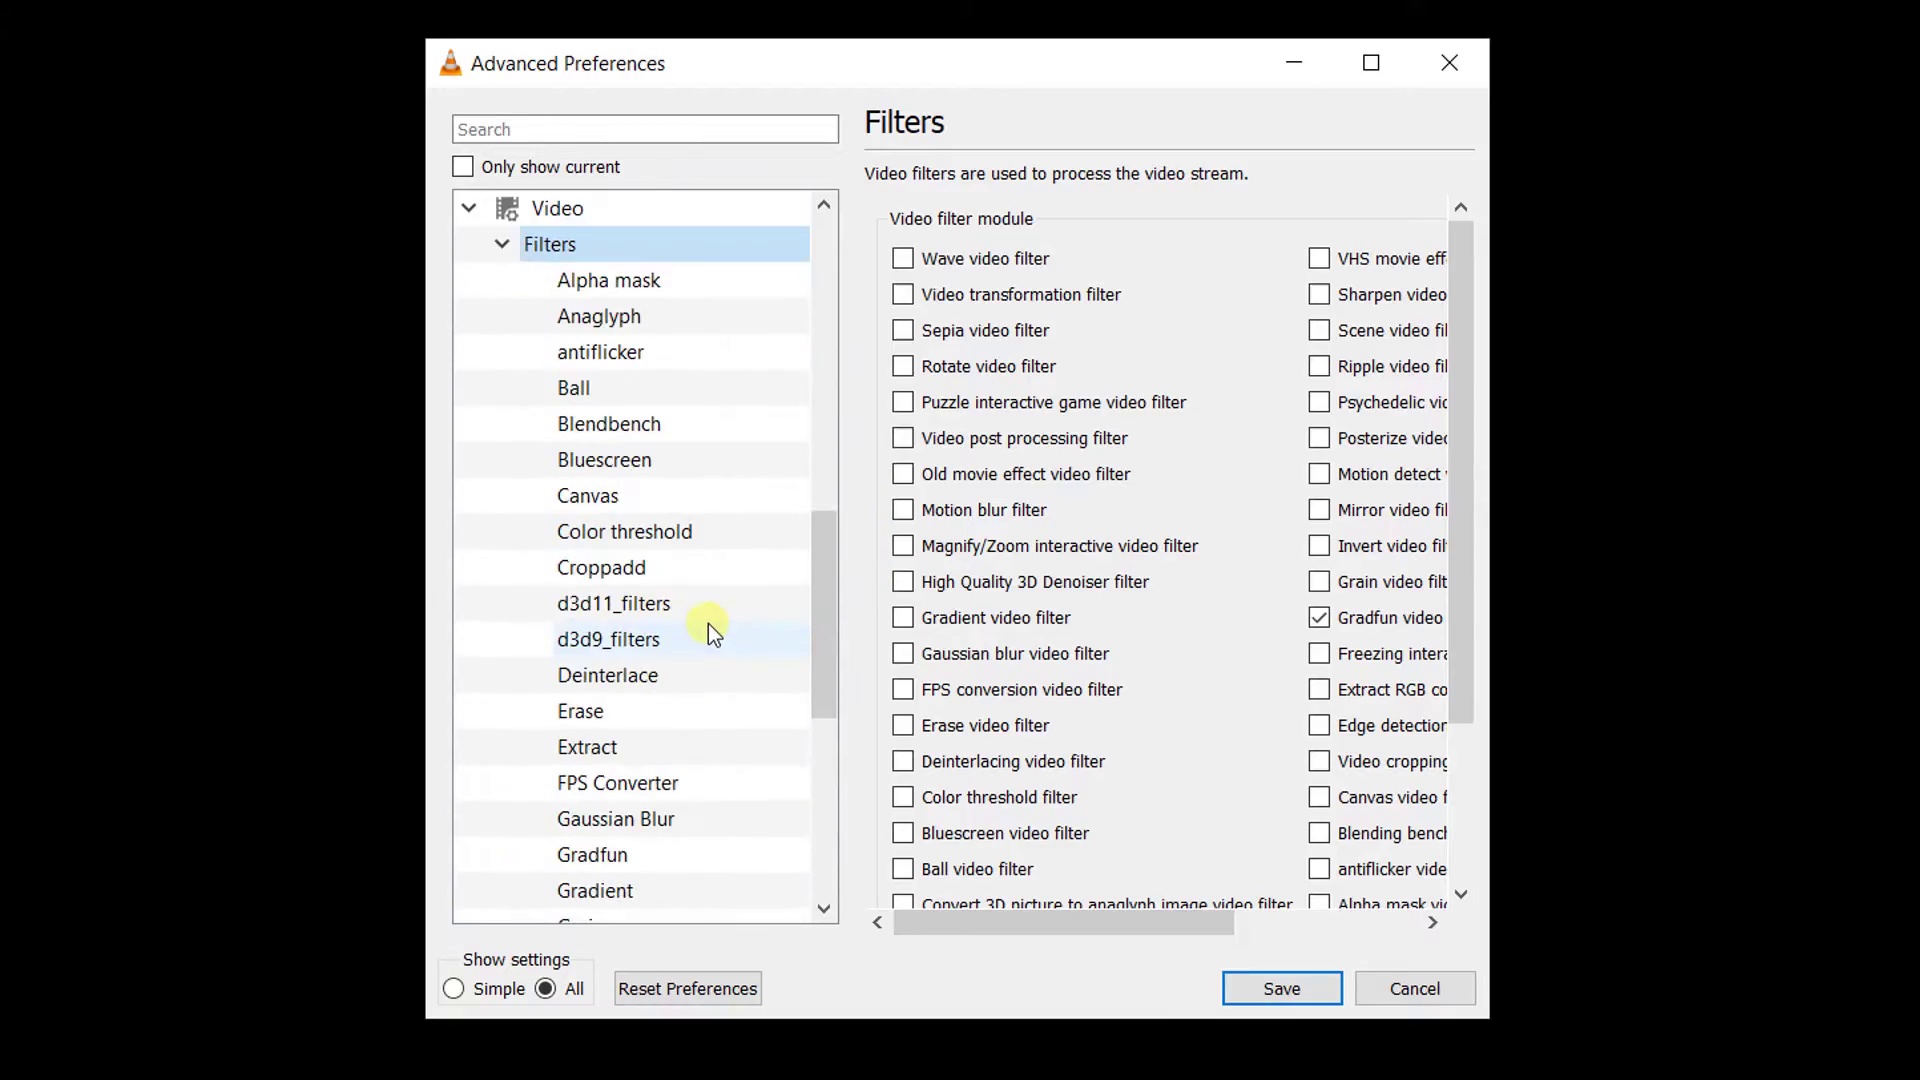 Advanced Preferences
Search
Only show current
Video
Filters
Alpha mask
Anaglyph
antiflicker
Ball
Blendbench
Bluescreen
Canvas
Color threshold
Croppadd
d3d11_filters
d3d9_filters
Deinterlace
Erase
Extract
FPS Converter
Gaussian Blur
Gradfun
Gradient
Filters
Video filters are used to process the video stream.
Video filter module
Wave video filter
Video transformation filter
Sepia video filter
Rotate video filter
Puzzle interactive game video filter
Video post processing filter
Old movie effect video filter
Motion blur filter
Magnify/Zoom interactive video filter
High Quality 3D Denoiser filter
Gradient video filter
Gaussian blur video filter
FPS conversion video filter
Erase video filter
Deinterlacing video filter
Color threshold filter
Bluescreen video filter
Ball video filter
Convert 3D picture to anaglyph image video filter
VHS movie eff
Sharpen video
Scene video fil
Ripple video fil
Psychedelic vid
Posterize video
Motion detect
Mirror video fil
Invert video filt
Grain video filt
Gradfun video
Freezing intera
Extract RGB co
Edge detection
Video cropping
Canvas video f
Blending bench
antiflicker vide
Alpha mask vid
Show settings
Simple
All
Reset Preferences
Save
Cancel